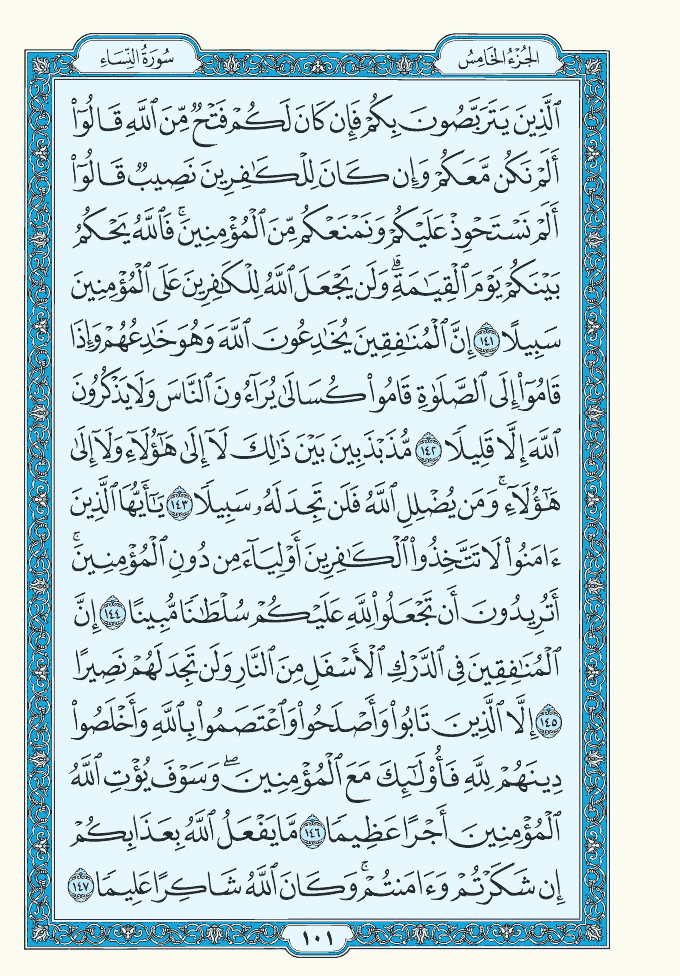 الجُزْءُ الخَامِسُ
سُورَةُ النِّسَاءِ
ٱلَّذِينَ يَتَرَبَّصُونَ بِكُمۡ فَإِن كَانَ لَكُمۡ فَتۡحٞ مِّنَ ٱللَّهِ قَالُوٓاْ
أَلَمۡ نَكُن مَّعَكُمۡ وَإِن كَانَ لِلۡكَٰفِرِينَ نَصِيبٞ قَالُوٓاْ
أَلَمۡ نَسۡتَحۡوِذۡ عَلَيۡكُمۡ وَنَمۡنَعۡكُم مِّنَ ٱلۡمُؤۡمِنِينَۚ فَٱللَّهُ يَحۡكُمُ
بَيۡنَكُمۡ يَوۡمَ ٱلۡقِيَٰمَةِۗ وَلَن يَجۡعَلَ ٱللَّهُ لِلۡكَٰفِرِينَ عَلَى ٱلۡمُؤۡمِنِينَ
سَبِيلًا ١٤١ إِنَّ ٱلۡمُنَٰفِقِينَ يُخَٰدِعُونَ ٱللَّهَ وَهُوَ خَٰدِعُهُمۡ وَإِذَا
قَامُوٓاْ إِلَى ٱلصَّلَوٰةِ قَامُواْ كُسَالَىٰ يُرَآءُونَ ٱلنَّاسَ وَلَا يَذۡكُرُونَ
ٱللَّهَ إِلَّا قَلِيلٗا ١٤٢ مُّذَبۡذَبِينَ بَيۡنَ ذَٰلِكَ لَآ إِلَىٰ هَٰٓؤُلَآءِ وَلَآ إِلَىٰ
هَٰٓؤُلَآءِۚ وَمَن يُضۡلِلِ ٱللَّهُ فَلَن تَجِدَ لَهُۥ سَبِيلٗا ١٤٣ يَٰٓأَيُّهَا ٱلَّذِينَ
ءَامَنُواْ لَا تَتَّخِذُواْ ٱلۡكَٰفِرِينَ أَوۡلِيَآءَ مِن دُونِ ٱلۡمُؤۡمِنِينَۚ
أَتُرِيدُونَ أَن تَجۡعَلُواْ لِلَّهِ عَلَيۡكُمۡ سُلۡطَٰنٗا مُّبِينًا ١٤٤ إِنَّ
ٱلۡمُنَٰفِقِينَ فِي ٱلدَّرۡكِ ٱلۡأَسۡفَلِ مِنَ ٱلنَّارِ وَلَن تَجِدَ لَهُمۡ نَصِيرًا
١٤٥ إِلَّا ٱلَّذِينَ تَابُواْ وَأَصۡلَحُواْ وَٱعۡتَصَمُواْ بِٱللَّهِ وَأَخۡلَصُواْ
دِينَهُمۡ لِلَّهِ فَأُوْلَٰٓئِكَ مَعَ ٱلۡمُؤۡمِنِينَۖ وَسَوۡفَ يُؤۡتِ ٱللَّهُ
ٱلۡمُؤۡمِنِينَ أَجۡرًا عَظِيمٗا ١٤٦ مَّا يَفۡعَلُ ٱللَّهُ بِعَذَابِكُمۡ
إِن شَكَرۡتُمۡ وَءَامَنتُمۡۚ وَكَانَ ٱللَّهُ شَاكِرًا عَلِيمٗا ١٤٧
١٠١